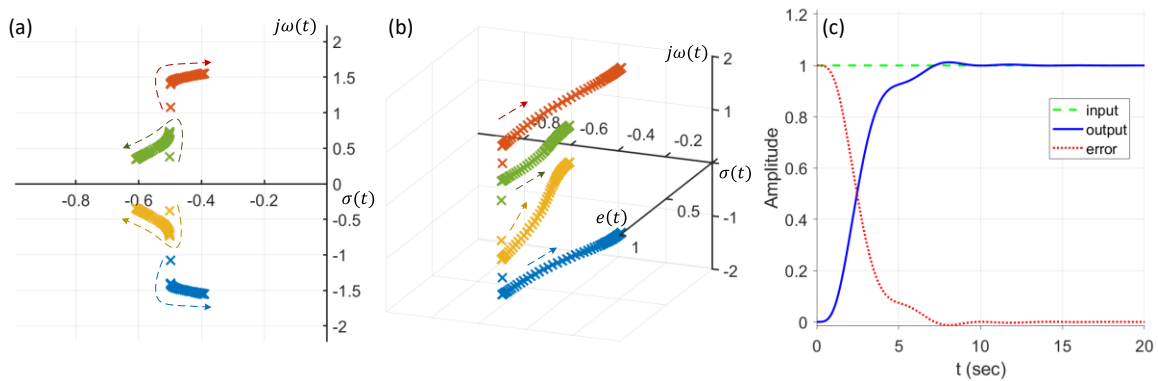 (a)
jω(t)
2
1.5
1
0.5
0
-0.5
-1
-1.5
-2
-0.8 -0.6 -0.4 -0.2
σ(t)
(b)
jω(t)
2
1
-0.8 -0.6 -0.4 -0.2
σ(t)
-1
-2
e(t)
0.5
1
(c)
1.2
1
0.8
0.6
0.4
0.2
0
Amplitude
input
output
error
0 5 10 15 20
t (sec)